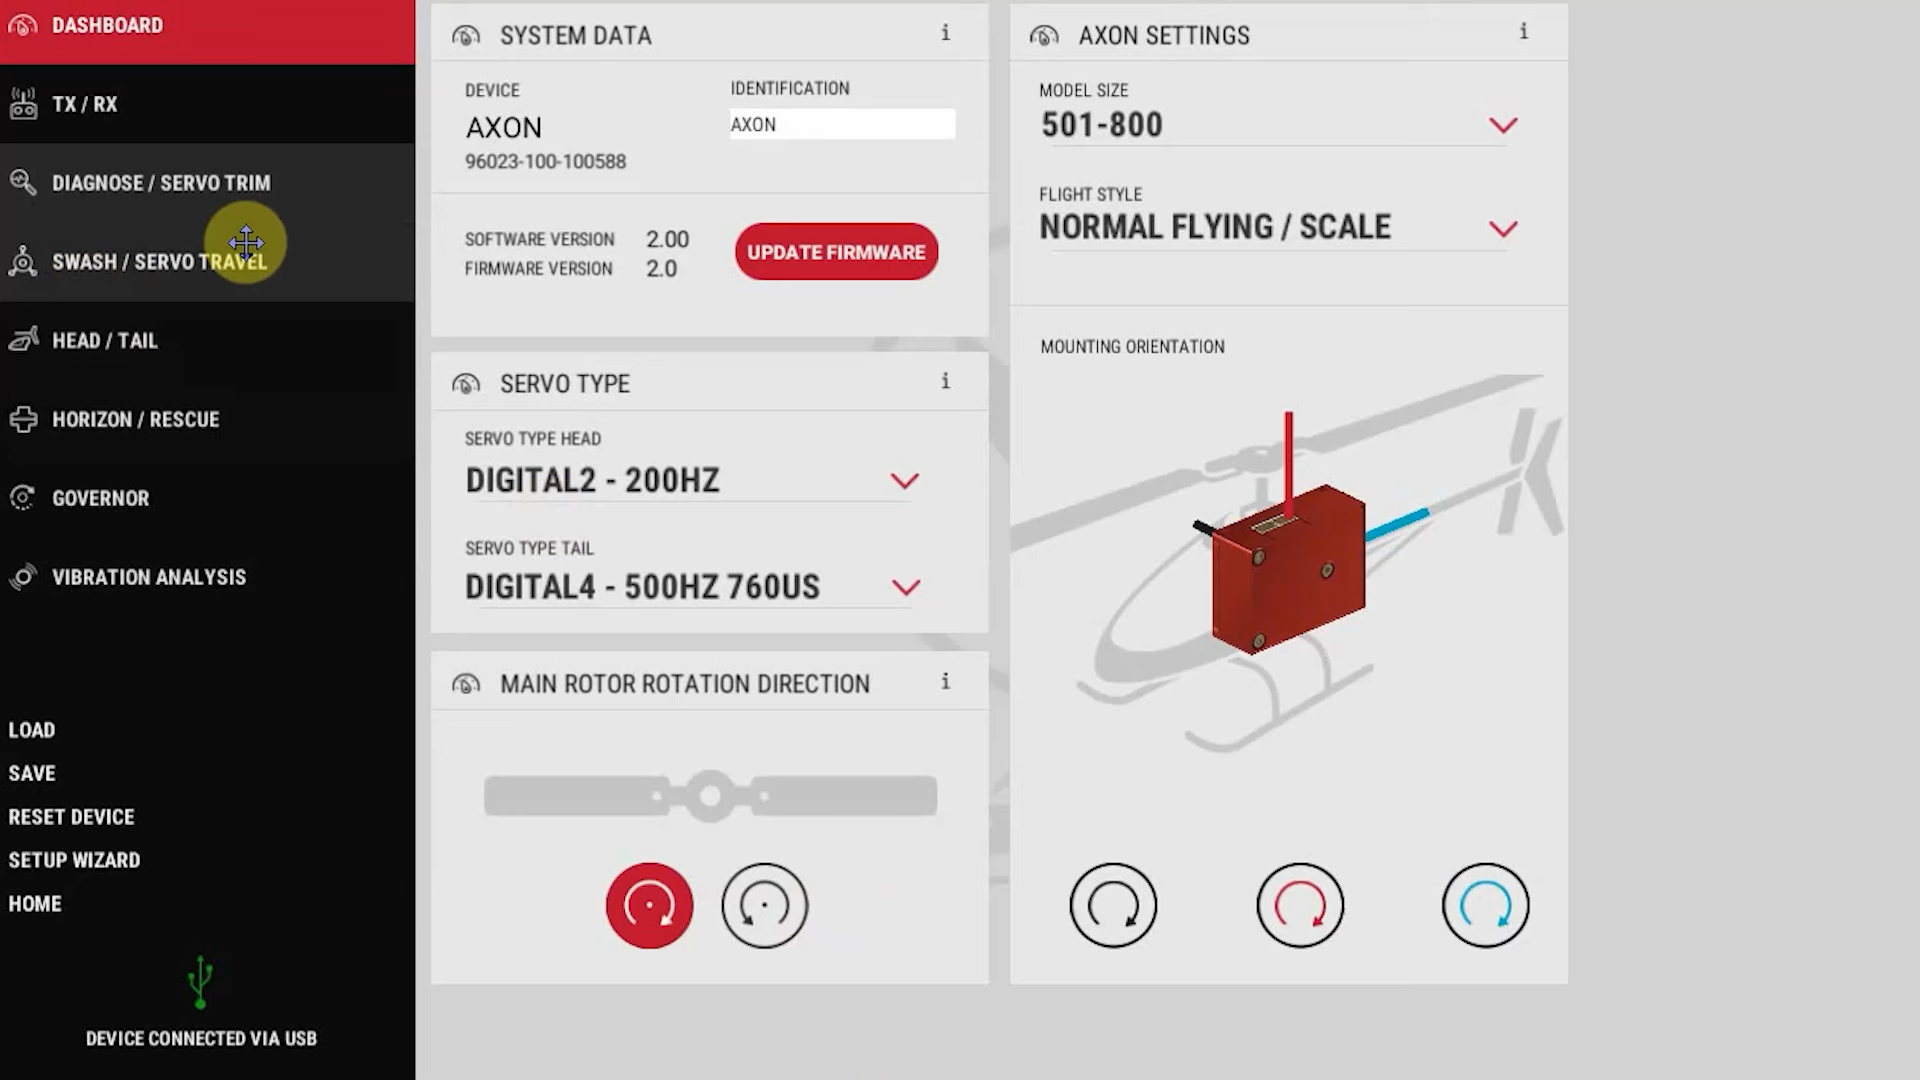 DASHBOARD
TX / RX
DIAGNOSE / SERVO TRIM
SWASH / SERVO TRAVEL
HEAD / TAIL
HORIZON / RESCUE
GOVERNOR
VIBRATION ANALYSIS
LOAD
SAVE
RESET DEVICE
SETUP WIZARD
HOME
DEVICE CONNECTED VIA USB
SYSTEM DATA i
DEVICE
AXON
96023-100-100588
IDENTIFICATION
AXON
SOFTWARE VERSION 2.00
FIRMWARE VERSION 2.0
UPDATE FIRMWARE
SERVO TYPE i
SERVO TYPE HEAD
DIGITAL2 - 200HZ
SERVO TYPE TAIL
DIGITAL4 - 500HZ 760US
MAIN ROTOR ROTATION DIRECTION i
AXON SETTINGS i
MODEL SIZE
501-800
FLIGHT STYLE
NORMAL FLYING / SCALE
MOUNTING ORIENTATION